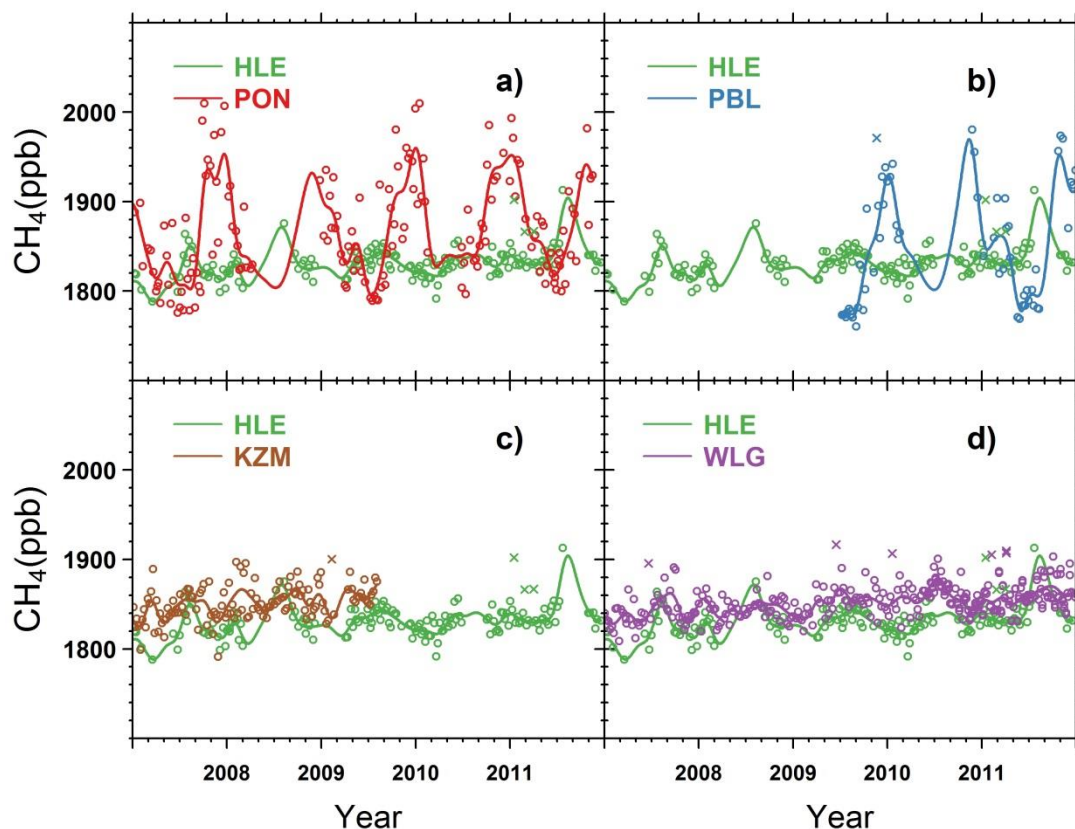 HLE
PON
a)
HLE
PBL
b)
CH₄(ppb)
2000
1900
1800
HLE
KZM
c)
HLE
WLG
d)
CH₄(ppb)
2000
1900
1800
2008 2009 2010 2011
2008 2009 2010 2011
Year
Year